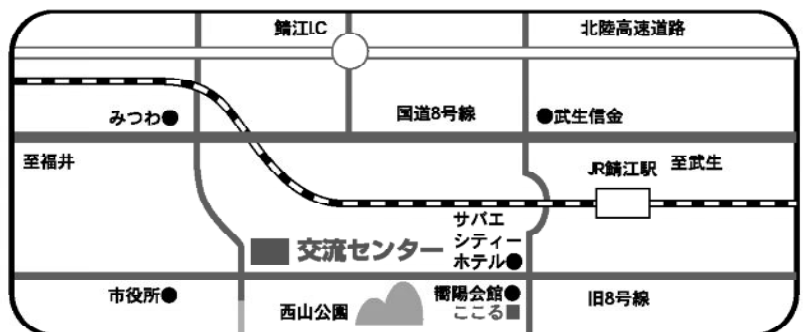 鯖江I.C
北陸高速道路
みつわ●
国道8号線
●武生信金
至福井
JR鯖江駅
至武生
サバエ
シティー
ホテル●
■交流センター
市役所●
西山公園
嚮陽会館●
こころ■
旧8号線